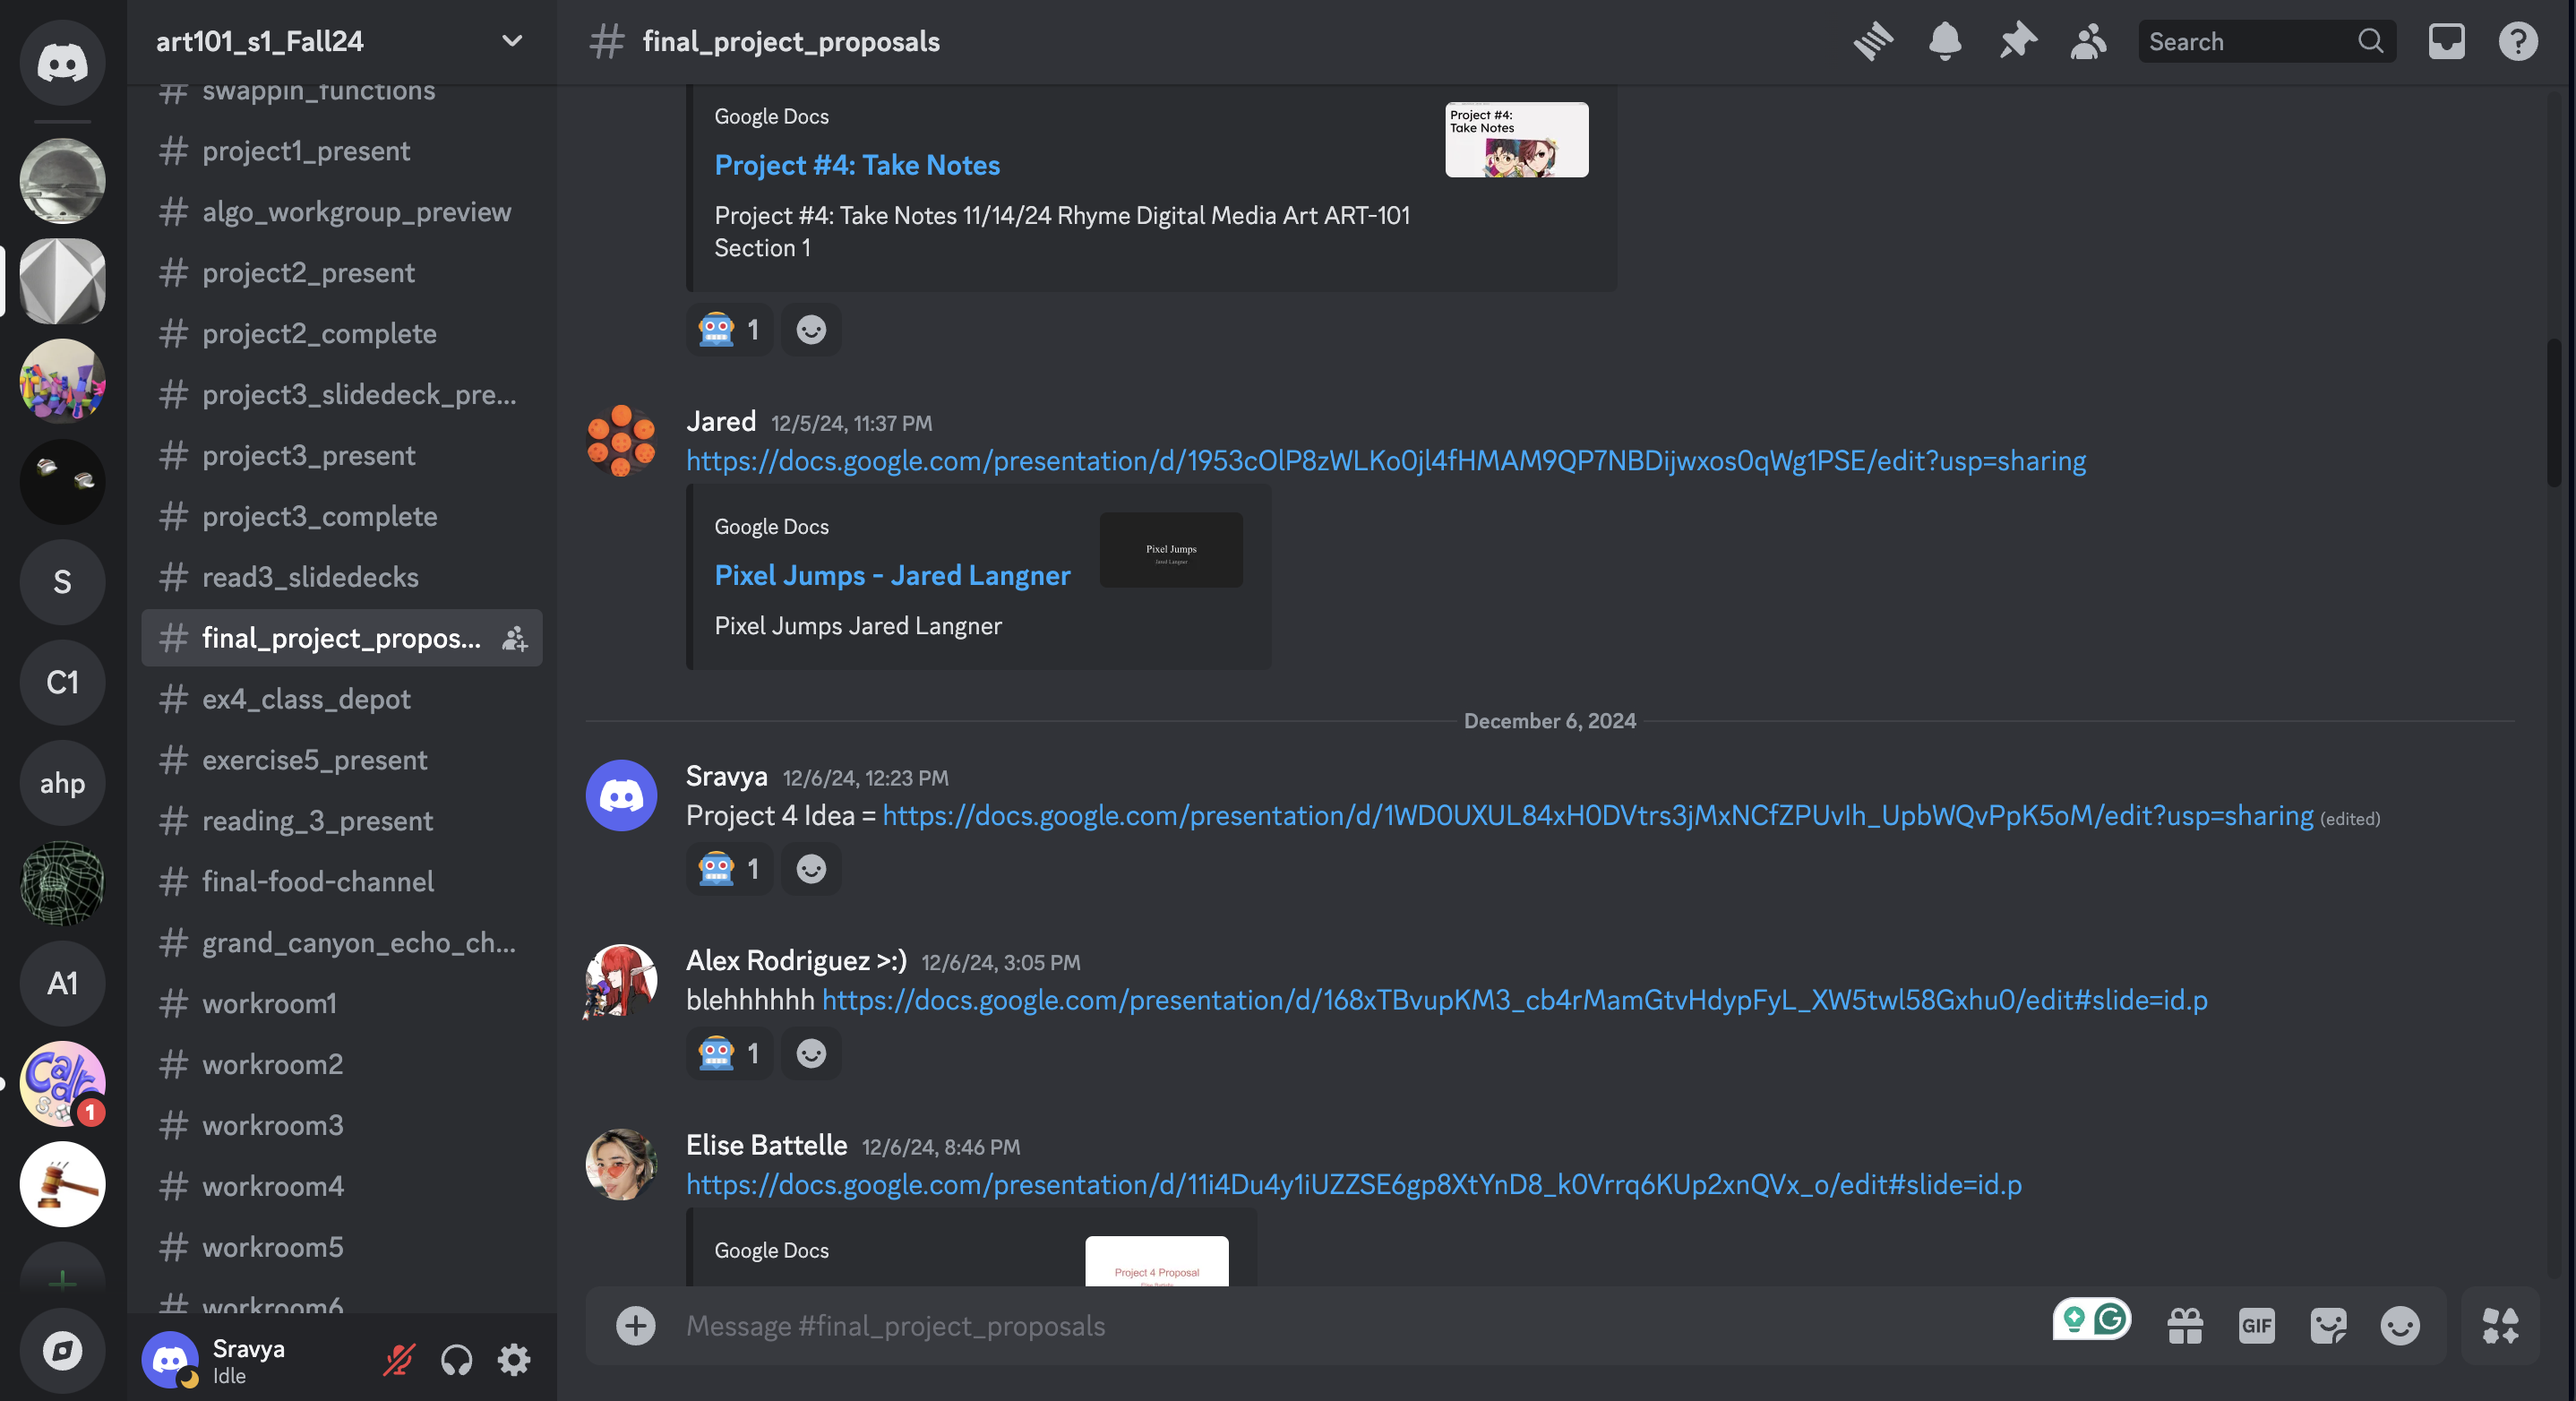 art101_s1_Fall24
final_project_proposals
Search
S
C1
ahp
A1
1
swappin_functions
project1_present
algo_workgroup_preview
project2_present
project2_complete
project3_slidedeck_pre...
project3_present
project3_complete
read3_slidedecks
final_project_propos...
ex4_class_depot
exercise5_present
reading_3_present
final-food-channel
grand_canyon_echo_ch...
workroom1
workroom2
workroom3
workroom4
workroom5
workroom6
Sravya
Idle
Google Docs
Project #4: Take Notes
Project #4: Take Notes 11/14/24 Rhyme Digital Media Art ART-101
Section 1
Project #4:
Take Notes
1
Jared 12/5/24, 11:37 PM
https://docs.google.com/presentation/d/1953cOlP8zWLKo0jl4fHMAM9QP7NBDijwxos0qWg1PSE/edit?usp=sharing
Google Docs
Pixel Jumps - Jared Langner
Pixel Jumps Jared Langner
Pixel Jumps
Jared Langner
December 6, 2024
Sravya 12/6/24, 12:23 PM
Project 4 Idea = https://docs.google.com/presentation/d/1WD0UXUL84xH0DVtrs3jMxNCfZPUvIh_UpbWQvPpK5oM/edit?usp=sharing (edited)
1
Alex Rodriguez >:) 12/6/24, 3:05 PM
blehhhhhh https://docs.google.com/presentation/d/168xTBvupKM3_cb4rMamGtvHdypFyL_XW5twl58Gxhu0/edit#slide=id.p
1
Elise Battelle 12/6/24, 8:46 PM
https://docs.google.com/presentation/d/11i4Du4y1iUZZSE6gp8XtYnD8_k0Vrrq6KUp2xnQVx_o/edit#slide=id.p
Google Docs
Project 4 Proposal
Message #final_project_proposals
GIF